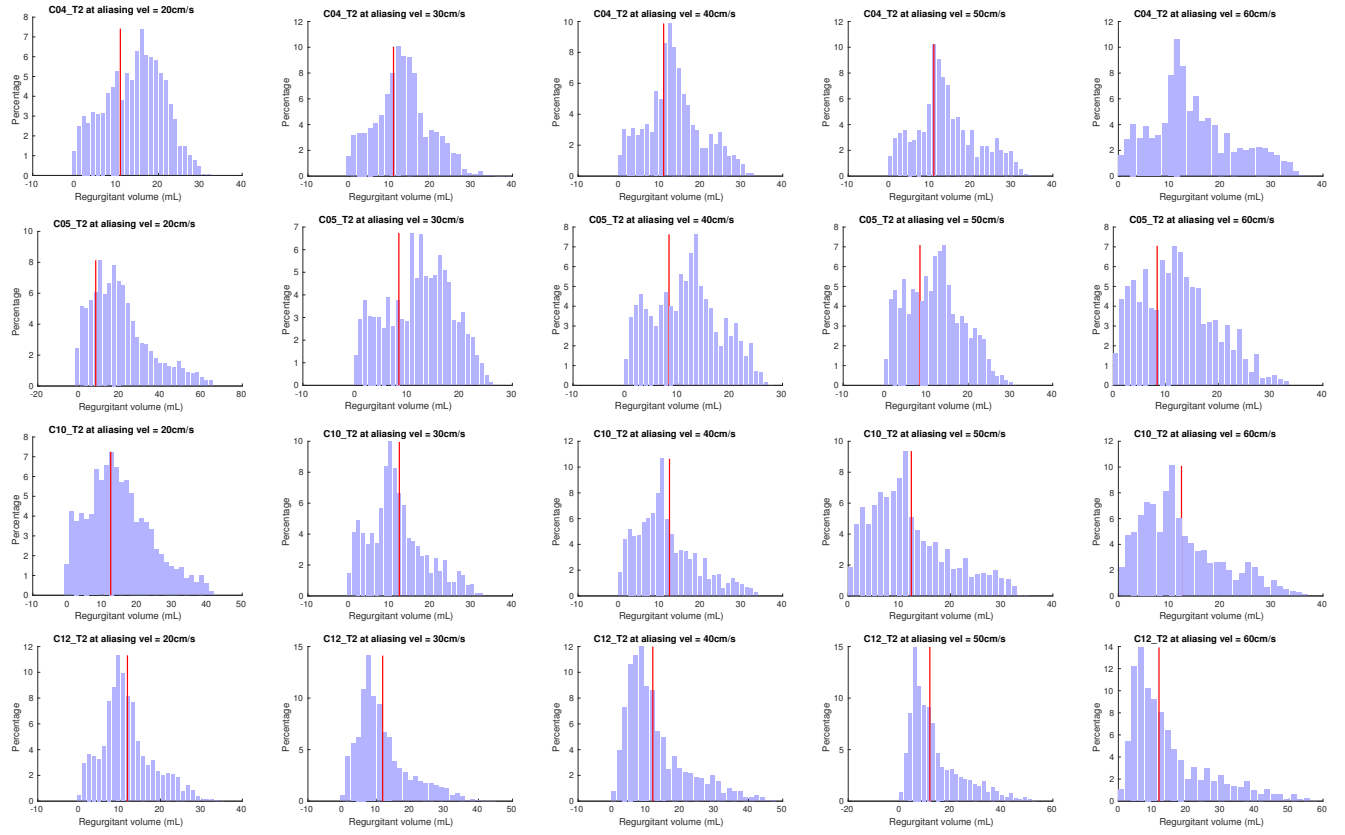 C04_T2 at aliasing vel = 20cm/s
8
7
6
5
4
3
2
1
0
Percentage
-10 0 10 20 30 40
Regurgitant volume (mL)
C04_T2 at aliasing vel = 30cm/s
12
10
8
6
4
2
0
Percentage
-10 0 10 20 30 40
Regurgitant volume (mL)
C04_T2 at aliasing vel = 40cm/s
10
8
6
4
2
0
Percentage
-10 0 10 20 30 40
Regurgitant volume (mL)
C04_T2 at aliasing vel = 50cm/s
12
10
8
6
4
2
0
Percentage
-20 -10 0 10 20 30 40
Regurgitant volume (mL)
C04_T2 at aliasing vel = 60cm/s
12
10
8
6
4
2
0
Percentage
0 10 20 30 40
Regurgitant volume (mL)
C05_T2 at aliasing vel = 20cm/s
10
8
6
4
2
0
Percentage
-20 0 20 40 60 80
Regurgitant volume (mL)
C05_T2 at aliasing vel = 30cm/s
7
6
5
4
3
2
1
0
Percentage
-10 0 10 20 30
Regurgitant volume (mL)
C05_T2 at aliasing vel = 40cm/s
8
7
6
5
4
3
2
1
0
Percentage
-10 0 10 20 30
Regurgitant volume (mL)
C05_T2 at aliasing vel = 50cm/s
8
7
6
5
4
3
2
1
0
Percentage
-10 0 10 20 30 40
Regurgitant volume (mL)
C05_T2 at aliasing vel = 60cm/s
8
7
6
5
4
3
2
1
0
Percentage
0 10 20 30 40
Regurgitant volume (mL)
C10_T2 at aliasing vel = 20cm/s
8
7
6
5
4
3
2
1
0
Percentage
-10 0 10 20 30 40 50
Regurgitant volume (mL)
C10_T2 at aliasing vel = 30cm/s
10
8
6
4
2
0
Percentage
-10 0 10 20 30 40
Regurgitant volume (mL)
C10_T2 at aliasing vel = 40cm/s
12
10
8
6
4
2
0
Percentage
-10 0 10 20 30 40
Regurgitant volume (mL)
C10_T2 at aliasing vel = 50cm/s
10
8
6
4
2
0
Percentage
0 10 20 30 40
Regurgitant volume (mL)
C10_T2 at aliasing vel = 60cm/s
12
10
8
6
4
2
0
Percentage
0 10 20 30 40
Regurgitant volume (mL)
C12_T2 at aliasing vel = 20cm/s
12
10
8
6
4
2
0
Percentage
-10 0 10 20 30 40
Regurgitant volume (mL)
C12_T2 at aliasing vel = 30cm/s
15
10
5
0
Percentage
-10 0 10 20 30 40 50
Regurgitant volume (mL)
C12_T2 at aliasing vel = 40cm/s
12
10
8
6
4
2
0
Percentage
-10 0 10 20 30 40 50
Regurgitant volume (mL)
C12_T2 at aliasing vel = 50cm/s
15
10
5
0
Percentage
-20 0 20 40 60
Regurgitant volume (mL)
C12_T2 at aliasing vel = 60cm/s
14
12
10
8
6
4
2
0
Percentage
0 10 20 30 40 50 60
Regurgitant volume (mL)